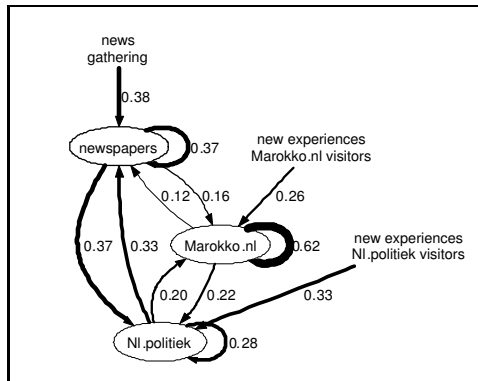 news
gathering
0.38
newspapers
0.37
new experiences
Marokko.nl visitors
0.12
0.16
0.26
0.37
0.33
Marokko.nl
0.62
new experiences
Nl.politiek visitors
0.20
0.22
0.33
Nl.politiek
0.28